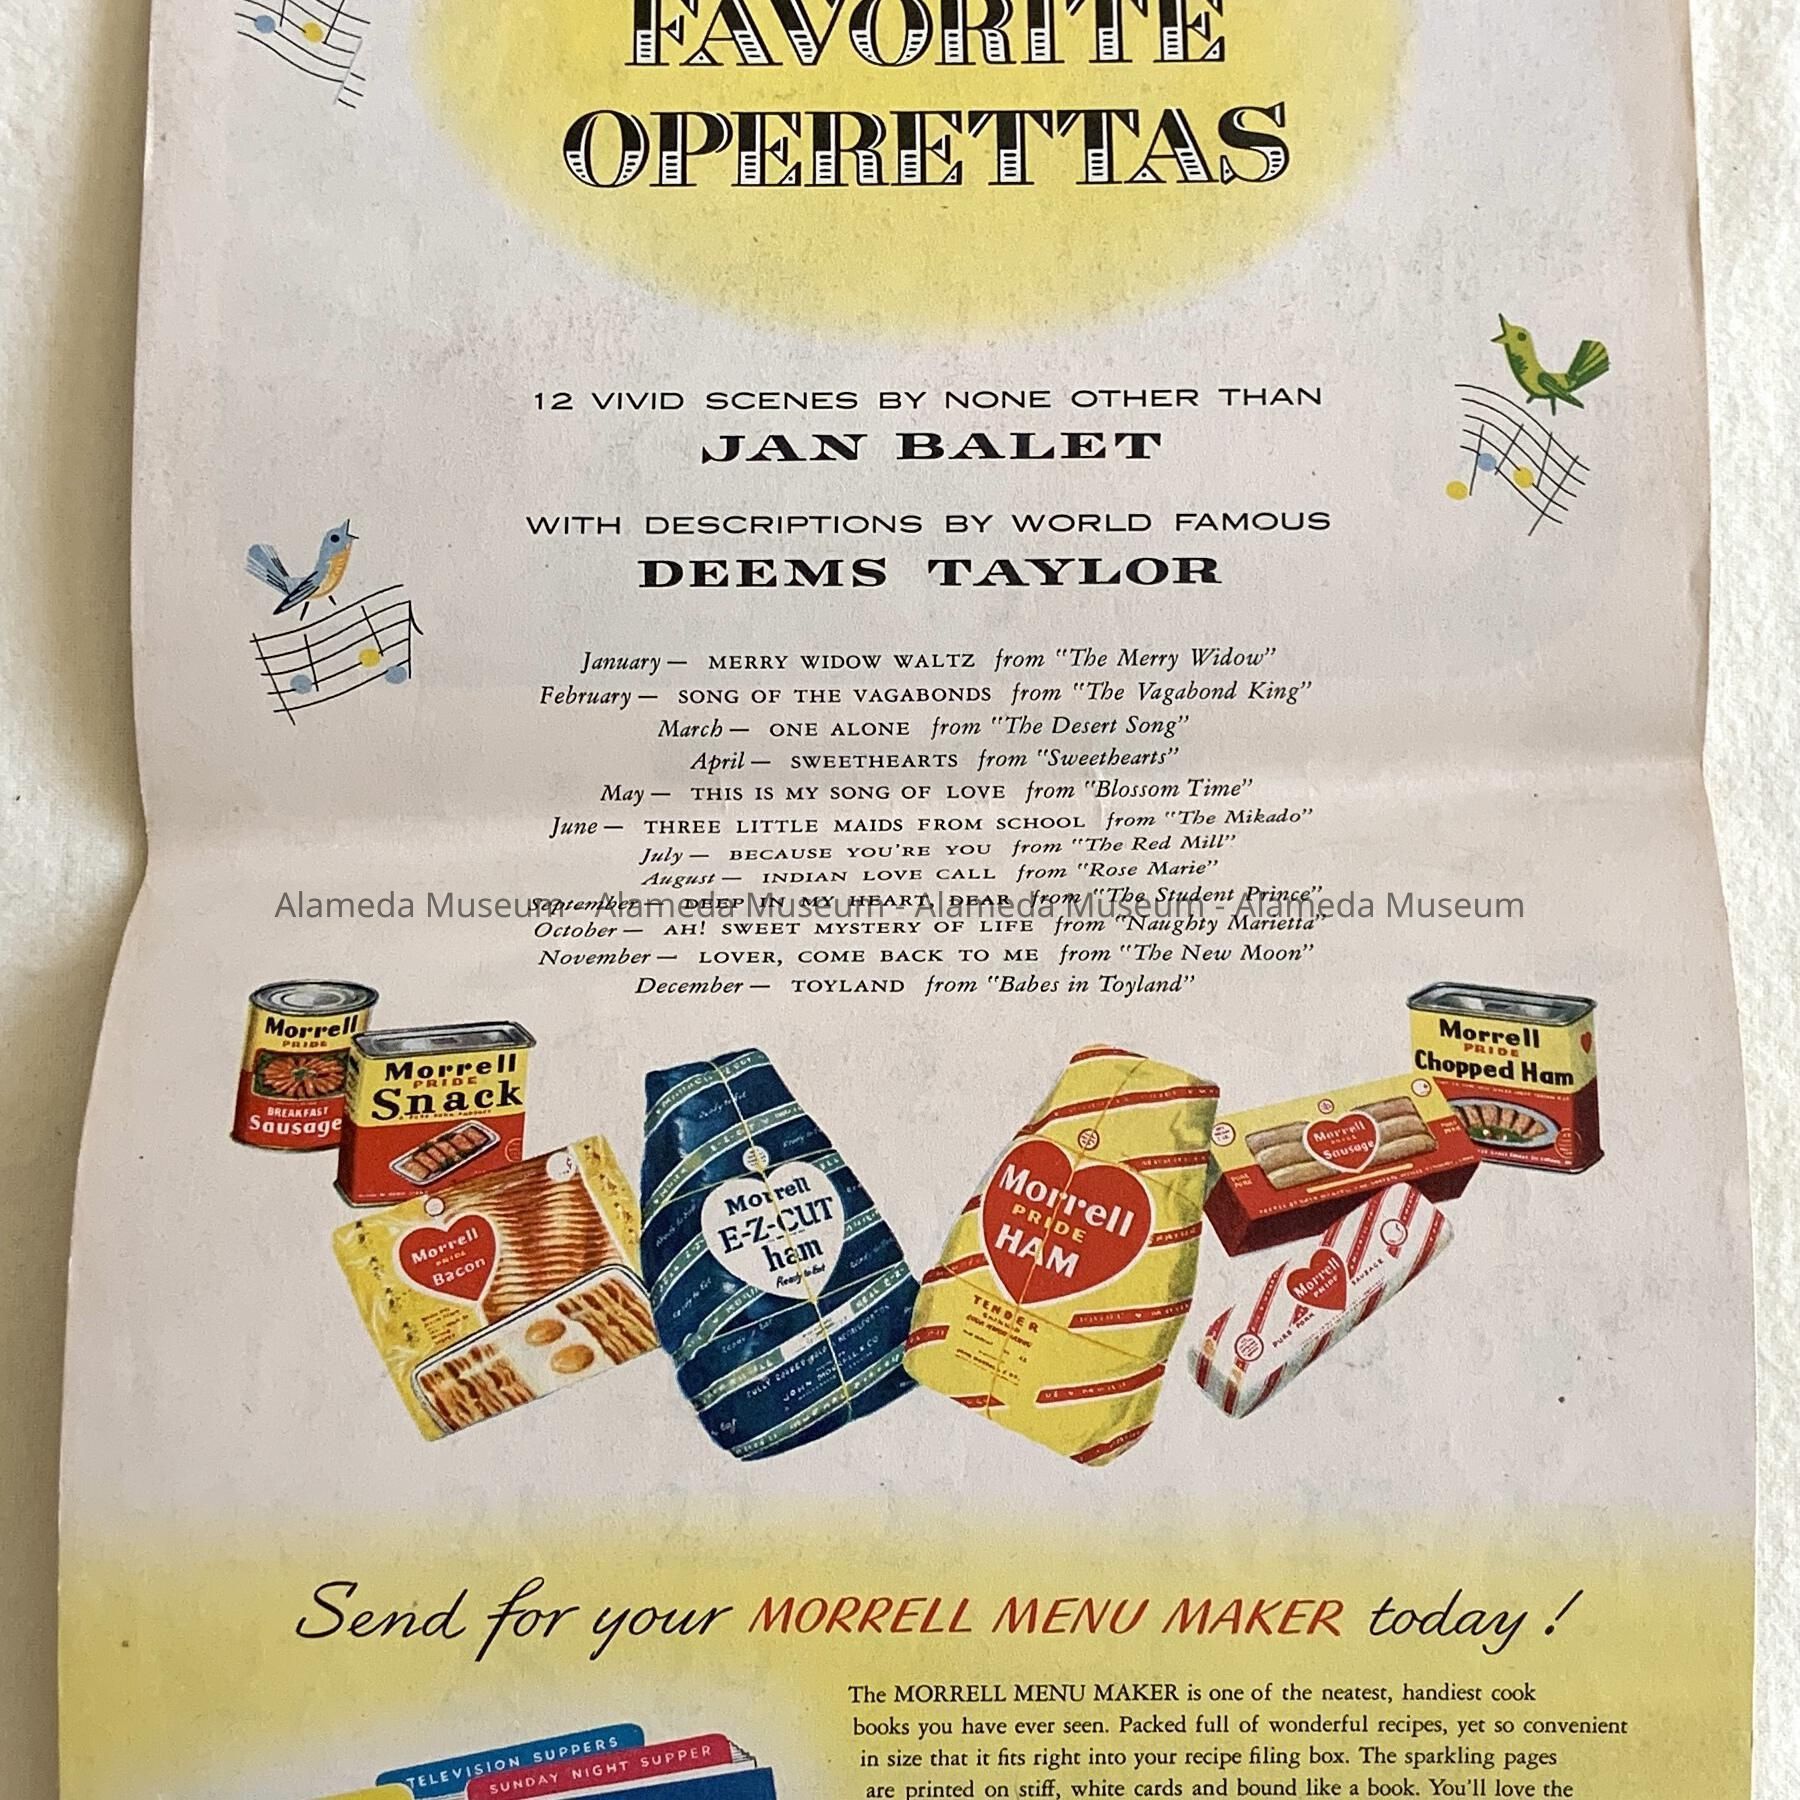 FAVORITE
OPERETTAS
12 VIVID SCENES BY NONE OTHER THAN
JAN BALET
WITH DESCRIPTIONS BY WORLD FAMOUS
DEEMS TAYLOR
January — MERRY WIDOW WALTZ from "The Merry Widow"
February — SONG OF THE VAGABONDS from "The Vagabond King"
March — ONE ALONE from "The Desert Song"
April — SWEETHEARTS from "Sweethearts"
May — THIS IS MY SONG OF LOVE from "Blossom Time"
June — THREE LITTLE MAIDS FROM SCHOOL from "The Mikado"
July — BECAUSE YOU'RE YOU from "The Red Mill"
August — INDIAN LOVE CALL from "Rose Marie"
September — DEEP IN MY HEART, DEAR from "The Student Prince"
Alameda Museum - Alameda Museum - Alameda Museum - Alameda Museum
October — AH! SWEET MYSTERY OF LIFE from "Naughty Marietta"
November — LOVER, COME BACK TO ME from "The New Moon"
December — TOYLAND from "Babes in Toyland"
Morrell
PRIDE
BREAKFAST
Sausage
Morrell
PRIDE
Snack
Morrell
PRIDE
Bacon
Morrell
E-Z-CUT
ham
Ready-to-Eat
Morrell
PRIDE
HAM
TENDER
Morrell
PRIDE
Sausage
Morrell
PRIDE
Chopped Ham
Morrell
PRIDE
PURE PORK SAUSAGE
Send for your MORRELL MENU MAKER today!
The MORRELL MENU MAKER is one of the neatest, handiest cook
books you have ever seen. Packed full of wonderful recipes, yet so convenient
in size that it fits right into your recipe filing box. The sparkling pages
are printed on stiff, white cards and bound like a book. You'll love the
TELEVISION SUPPERS
SUNDAY NIGHT SUPPER